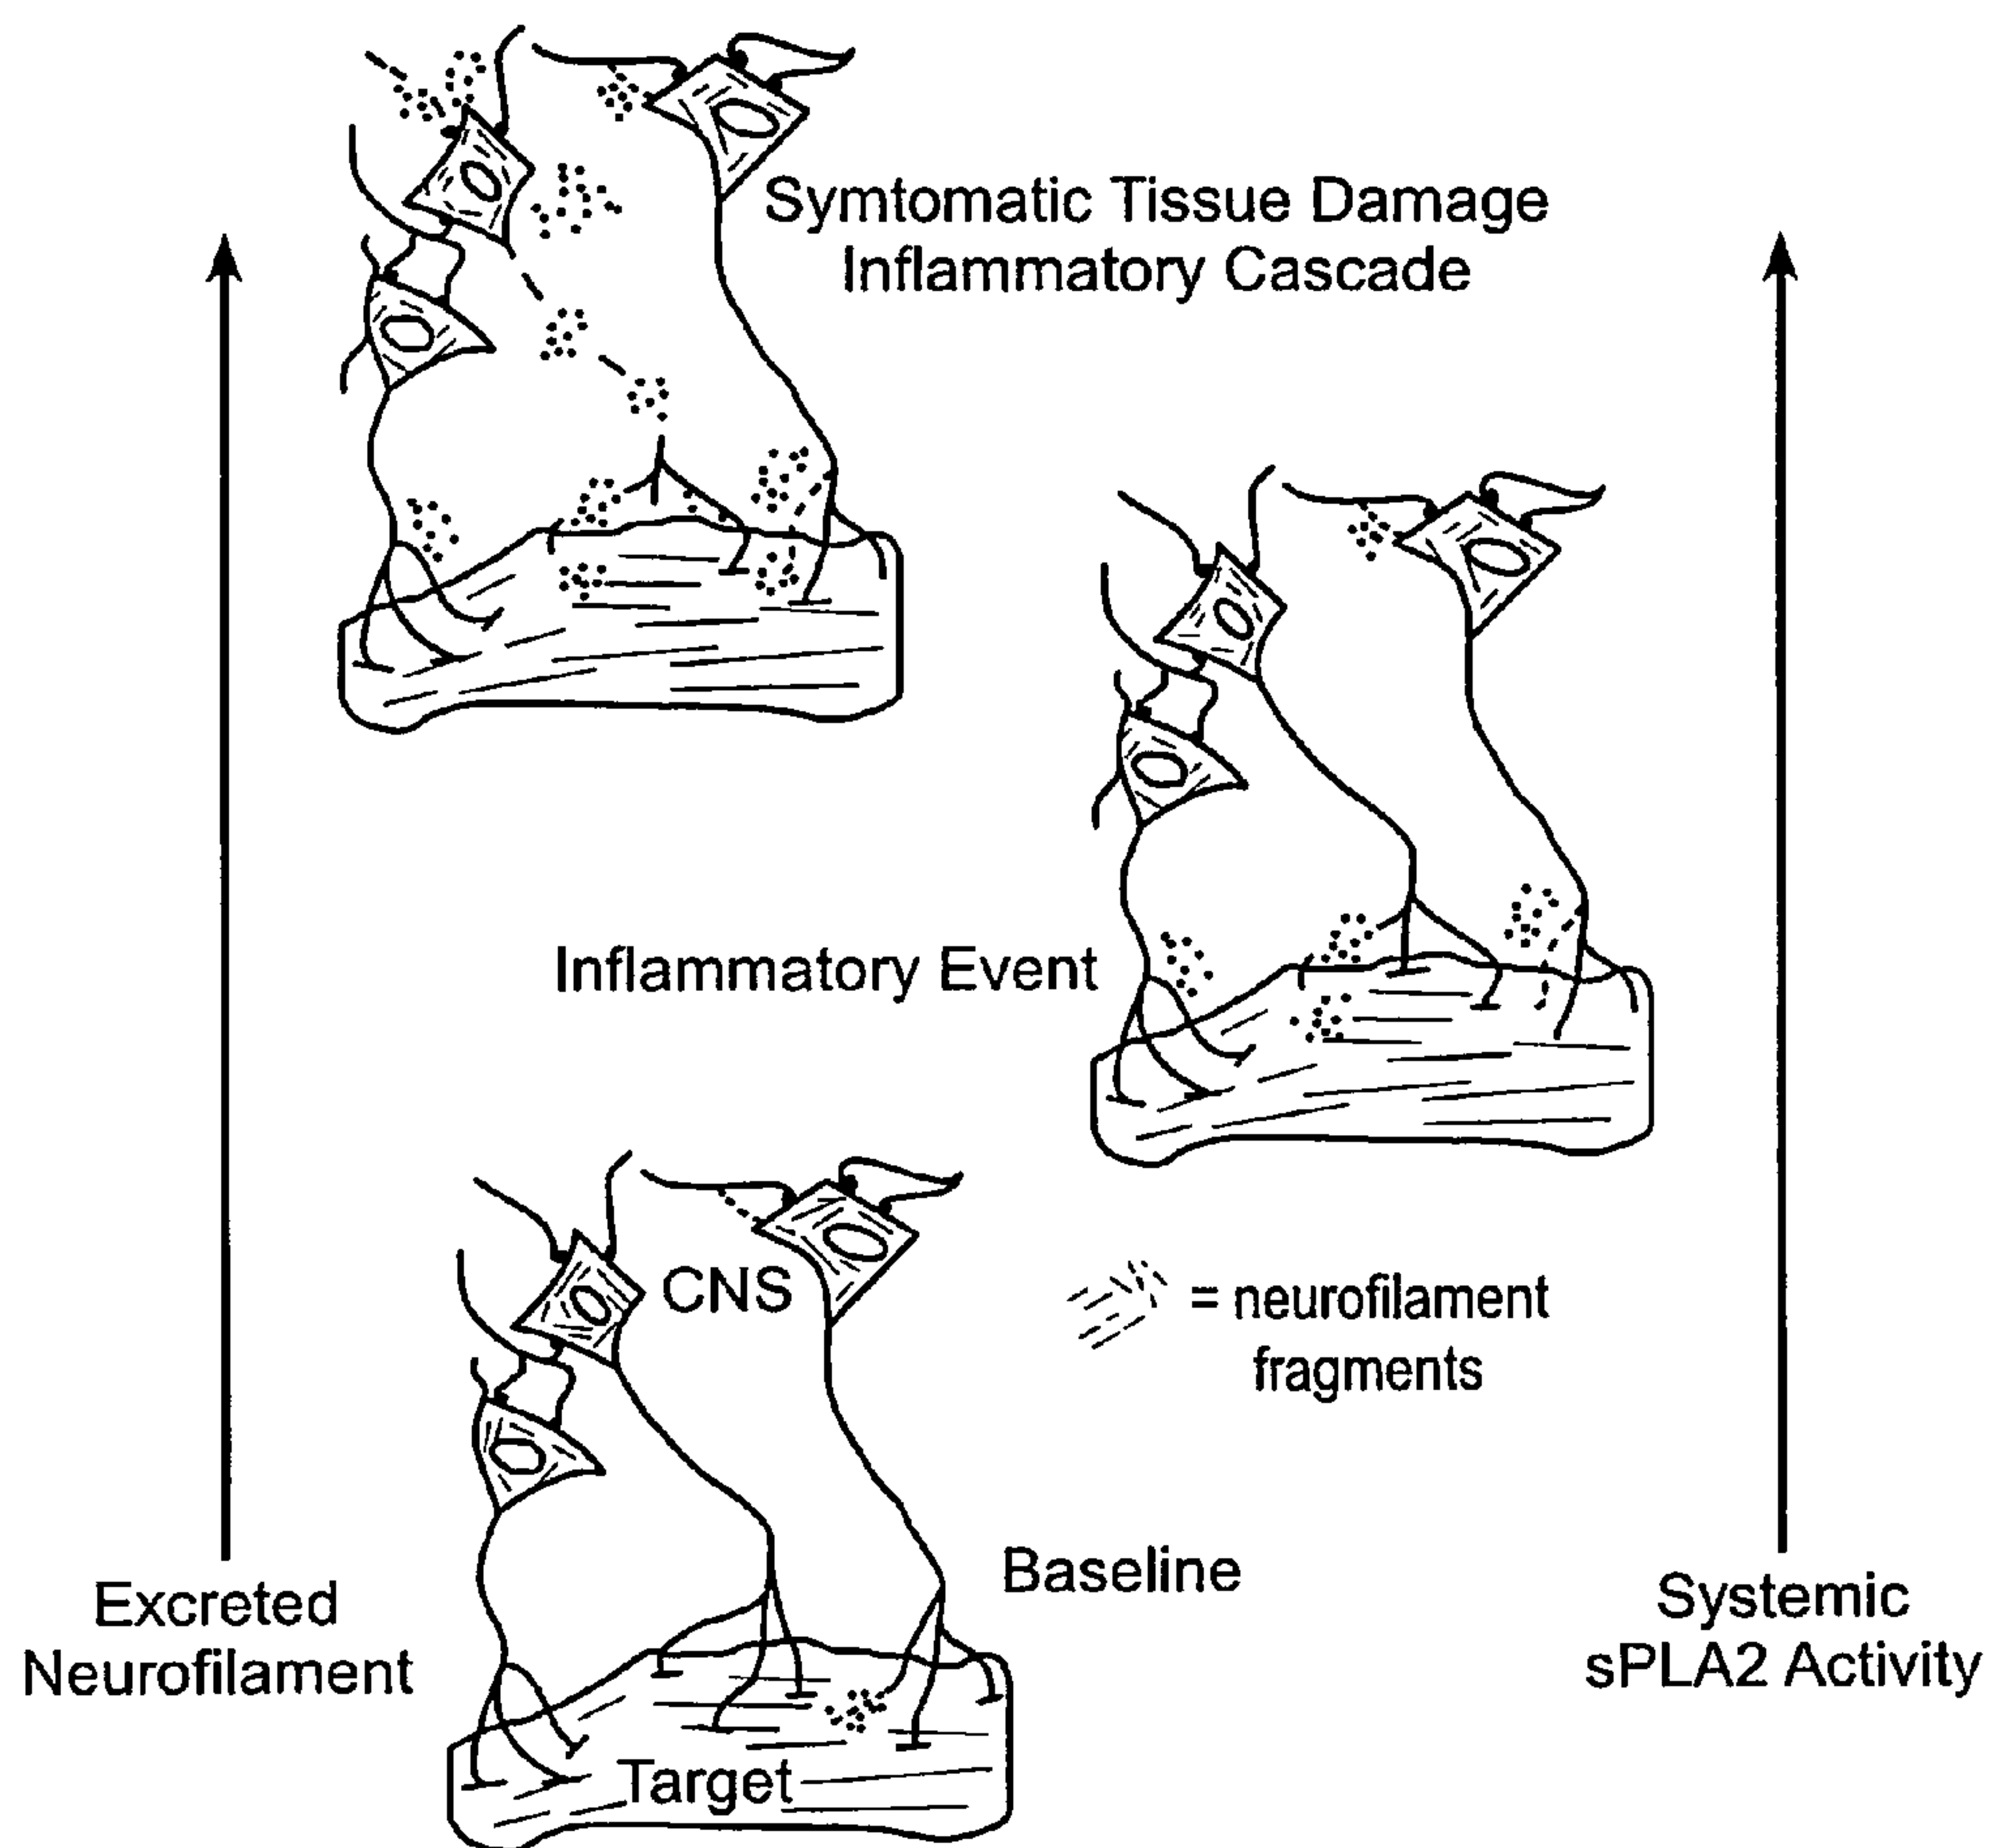 Symtomatic Tissue Damage
Inflammatory Cascade
Inflammatory Event
CNS
= neurofilament
fragments
Baseline
Excreted
Neurofilament
Systemic
sPLA2 Activity
Target